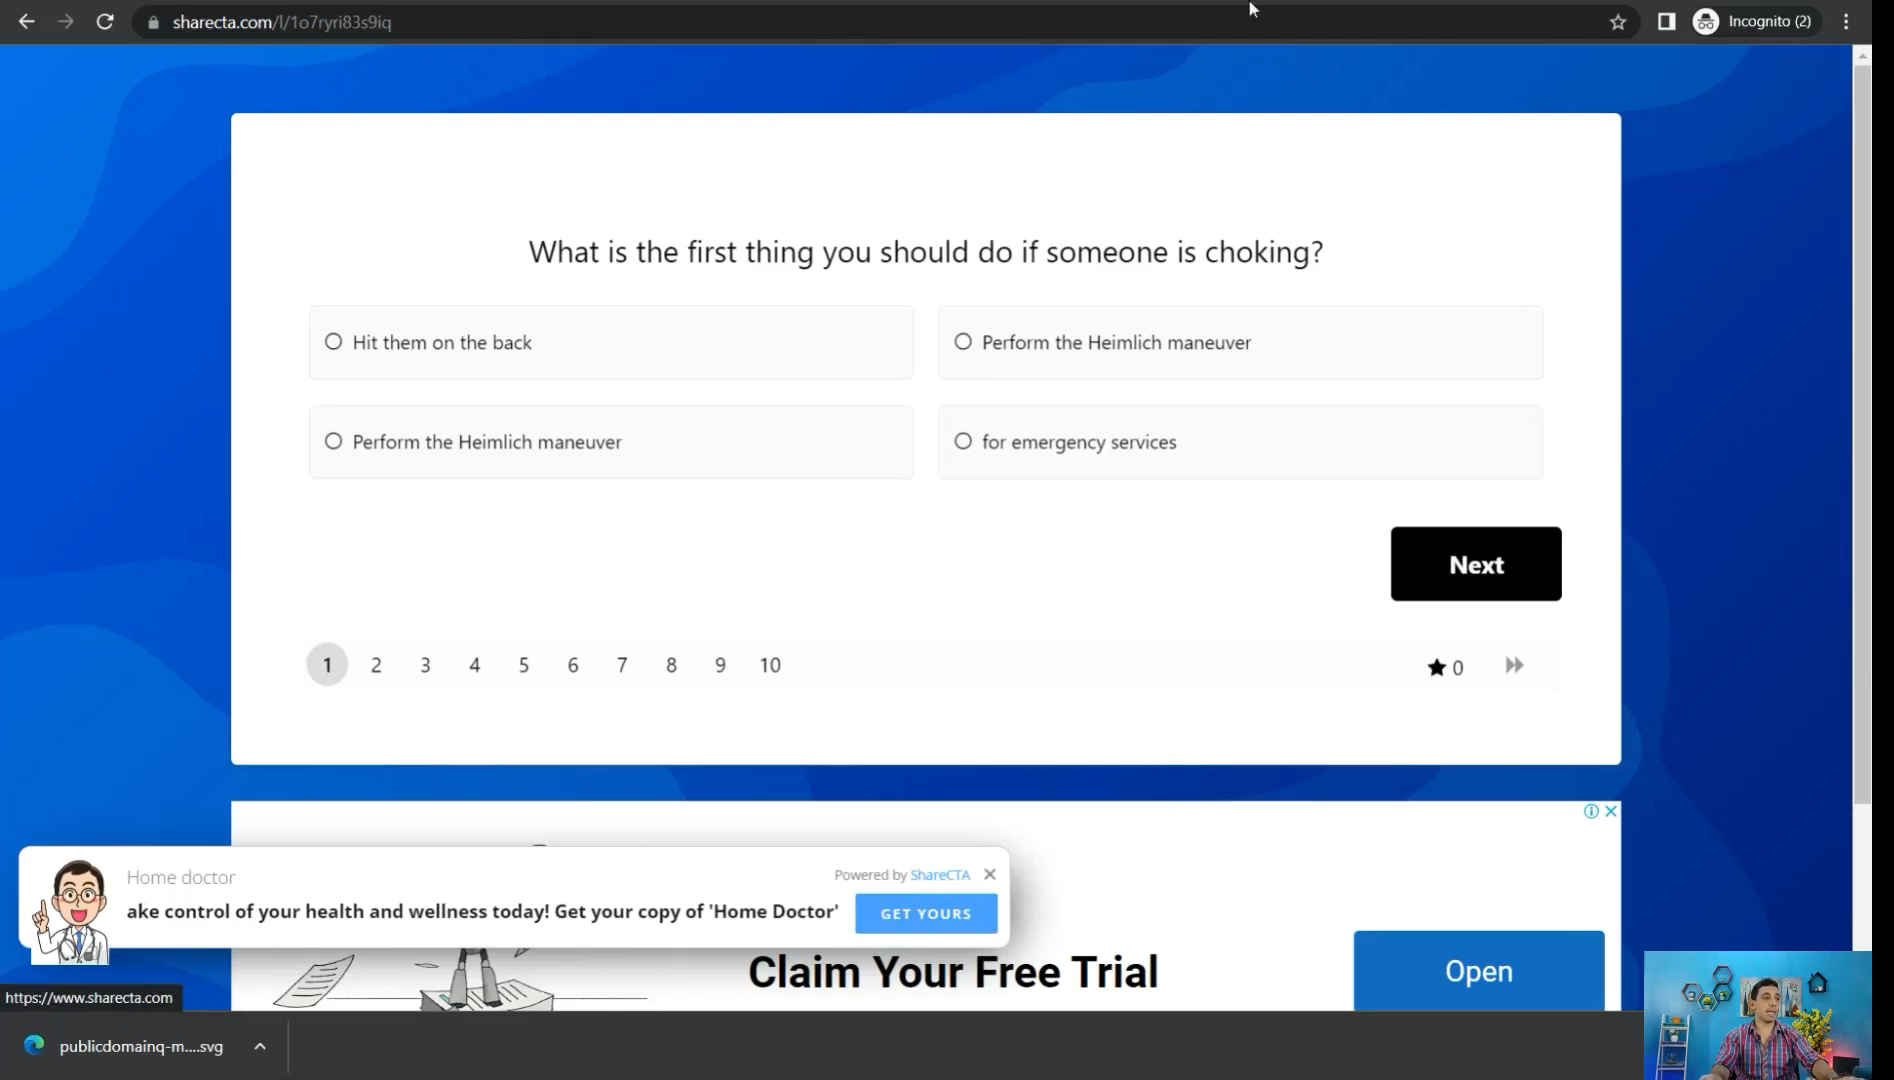 sharecta.com/l/1o7ryri83s9iq
Incognito (2)
What is the first thing you should do if someone is choking?
Hit them on the back
Perform the Heimlich maneuver
Perform the Heimlich maneuver
for emergency services
Next
1 2 3 4 5 6 7 8 9 10
0
Home doctor
Powered by ShareCTA
ake control of your health and wellness today! Get your copy of 'Home Doctor'
GET YOURS
Claim Your Free Trial
Open
https://www.sharecta.com
publicdomainq-m....svg